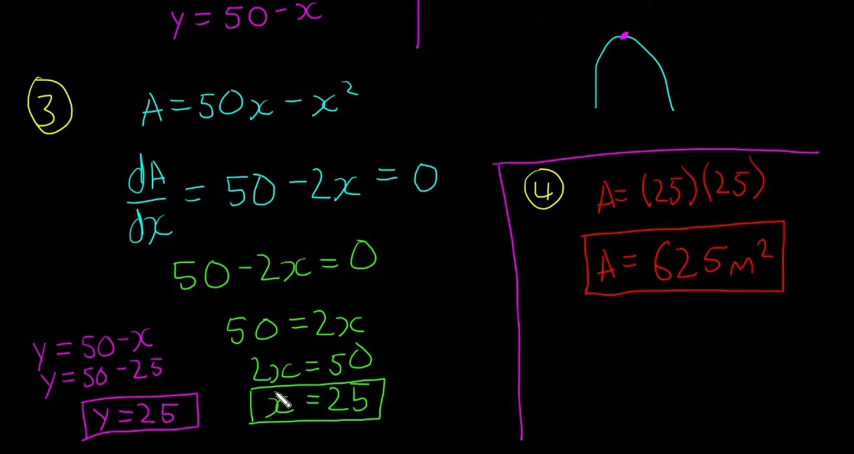 y = 50 - x
3
A = 50x - x²
dA/dx = 50 - 2x = 0
50 - 2x = 0
50 = 2x
2x = 50
x = 25
y = 50 - x
y = 50 - 25
y = 25
4
A = (25)(25)
A = 625m²